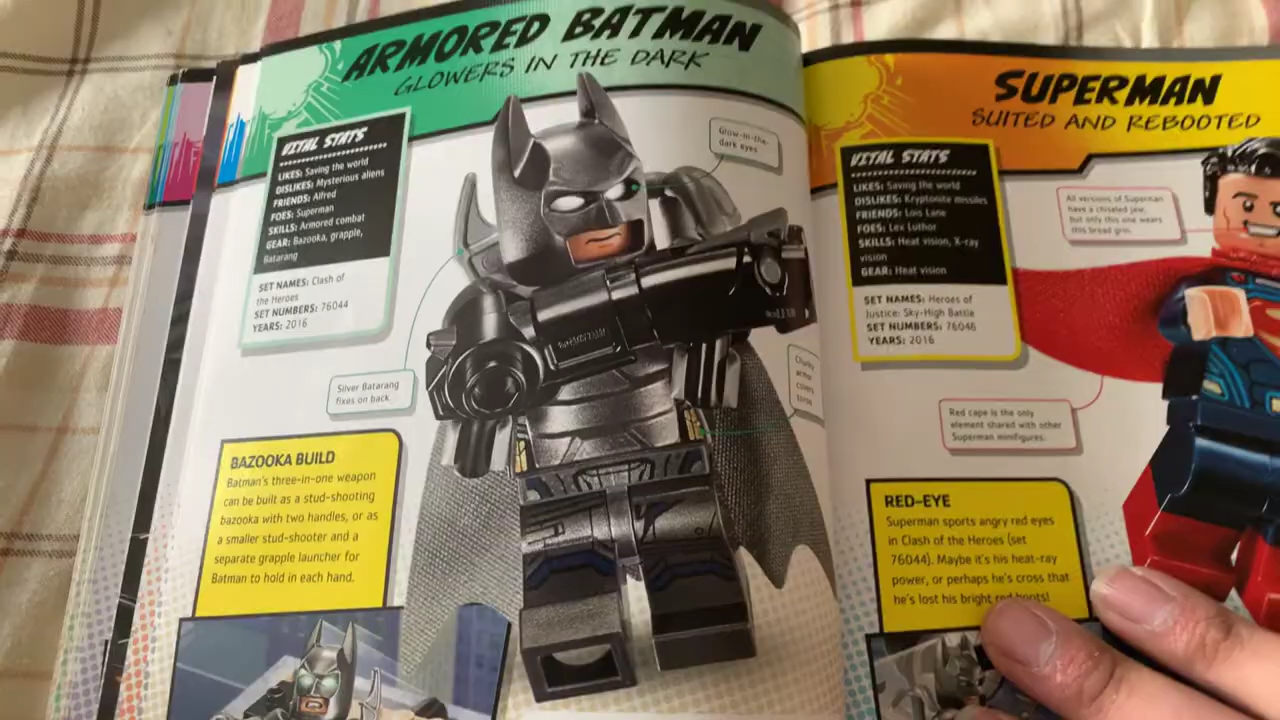 ARMORED BATMAN
GLOWERS IN THE DARK
VITAL STATS
LIKES: Saving the world
DISLIKES: Mysterious aliens
FRIENDS: Alfred
FOES: Superman
SKILLS: Armored combat
GEAR: Bazooka, grapple,
Batarang
SET NAMES: Clash of
the Heroes
SET NUMBERS: 76044
YEARS: 2016
Glow-in-the-
dark eyes
Silver Batarang
fixes on back.
Chunky
armor
covers
torso
BAZOOKA BUILD
Batman's three-in-one weapon
can be built as a stud-shooting
bazooka with two handles, or as
a smaller stud-shooter and a
separate grapple launcher for
Batman to hold in each hand.
SUPERMAN
SUITED AND REBOOTED
VITAL STATS
LIKES: Saving the world
DISLIKES: Kryptonite missiles
FRIENDS: Lois Lane
FOES: Lex Luthor
SKILLS: Heat vision, X-ray
vision
GEAR: Heat vision
SET NAMES: Heroes of
Justice: Sky-High Battle
SET NUMBERS: 76046
YEARS: 2016
All versions of Superman
have a chiseled jaw,
but only this one wears
this broad grin.
Red cape is the only
element shared with other
Superman minifigures.
RED-EYE
Superman sports angry red eyes
in Clash of the Heroes (set
76044). Maybe it's his heat-ray
power, or perhaps he's cross that
he's lost his bright red boots!